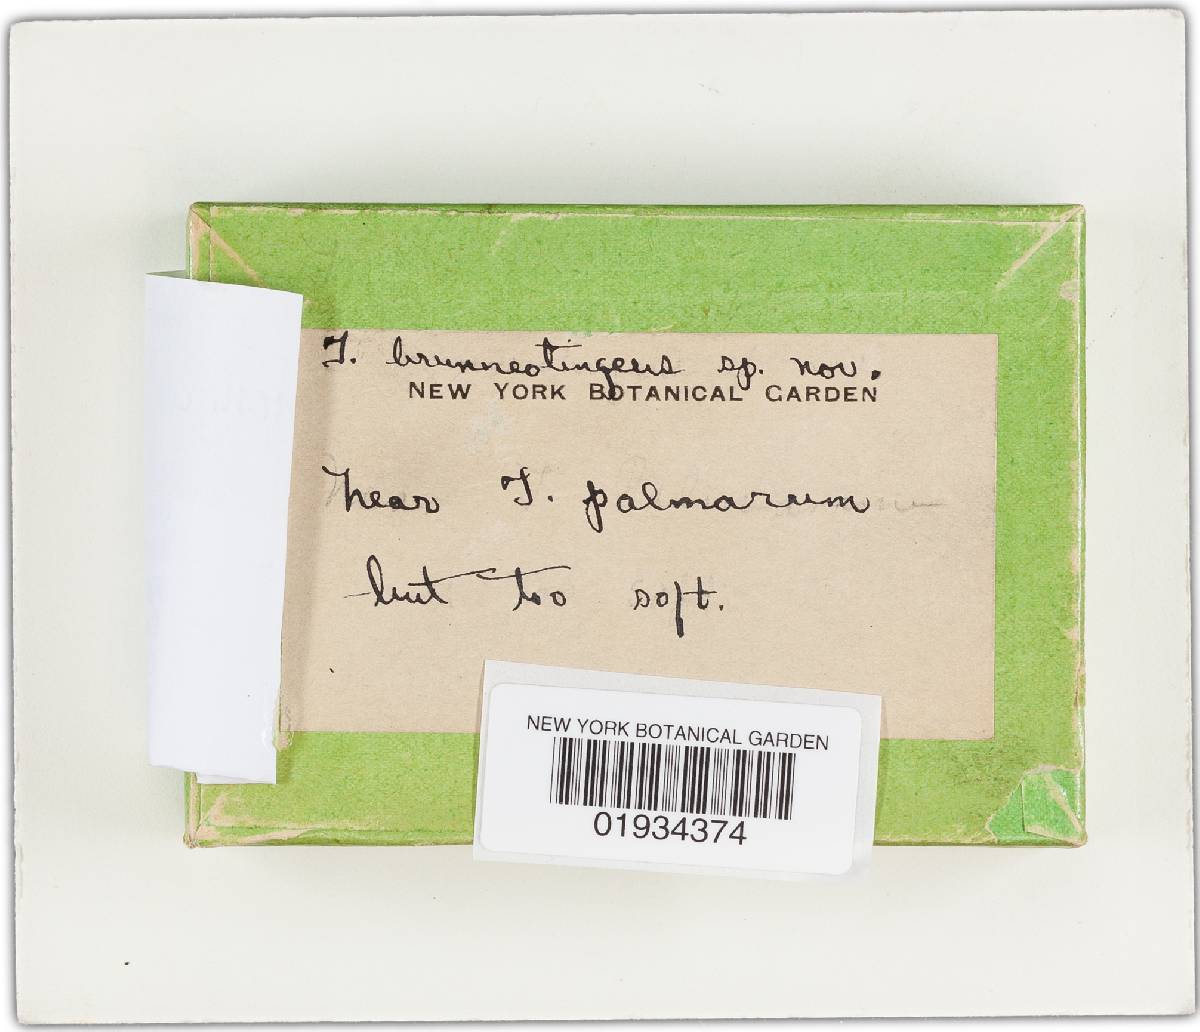 T. brunneotingens sp. nov.
NEW YORK BOTANICAL GARDEN
near T. palmarum
but too soft.
NEW YORK BOTANICAL GARDEN
01934374